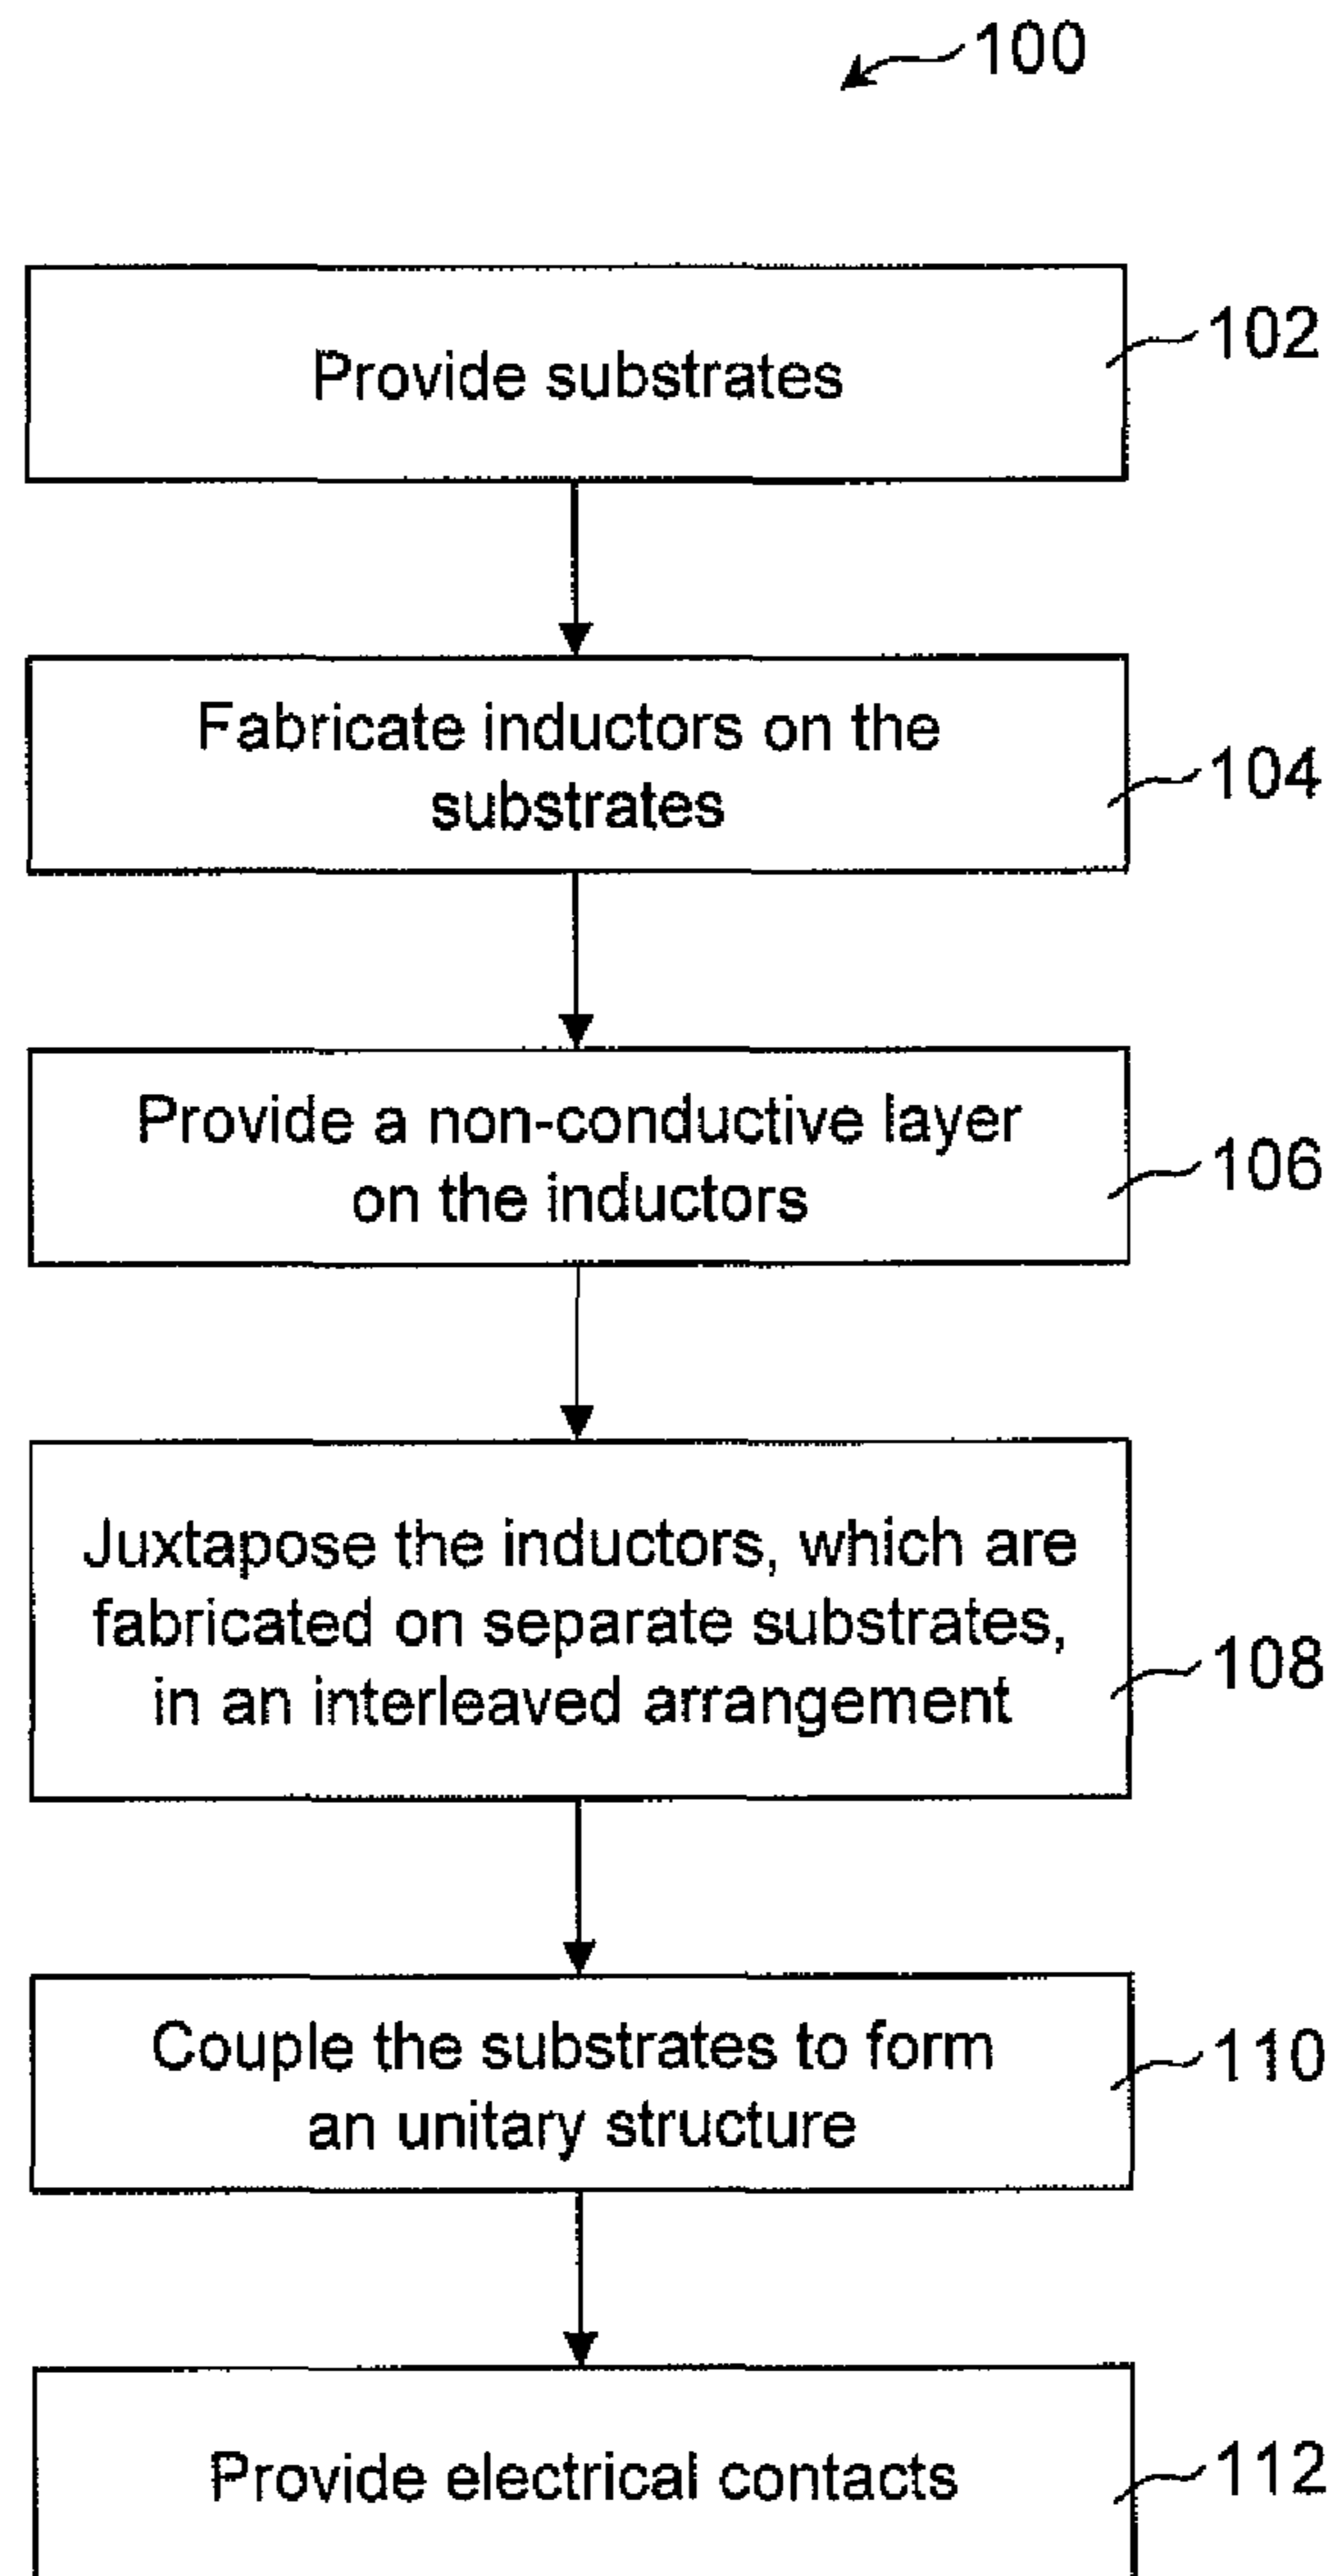 100
Provide substrates
102
Fabricate inductors on the
substrates
104
Provide a non-conductive layer
on the inductors
106
Juxtapose the inductors, which are
fabricated on separate substrates,
in an interleaved arrangement
108
Couple the substrates to form
an unitary structure
110
Provide electrical contacts
112